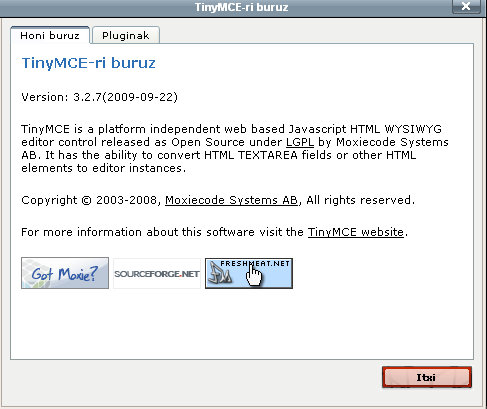 TinyMCE-ri buruz
Honi buruz
Pluginak
TinyMCE-ri buruz
Version: 3.2.7(2009-09-22)
TinyMCE is a platform independent web based Javascript HTML WYSIWYG
editor control released as Open Source under LGPL by Moxiecode Systems
AB. It has the ability to convert HTML TEXTAREA fields or other HTML
elements to editor instances.
Copyright © 2003-2008, Moxiecode Systems AB, All rights reserved.
For more information about this software visit the TinyMCE website.
Got Moxie?
SOURCEFORGE.NET
FRESHMEAT.NET
Itxi